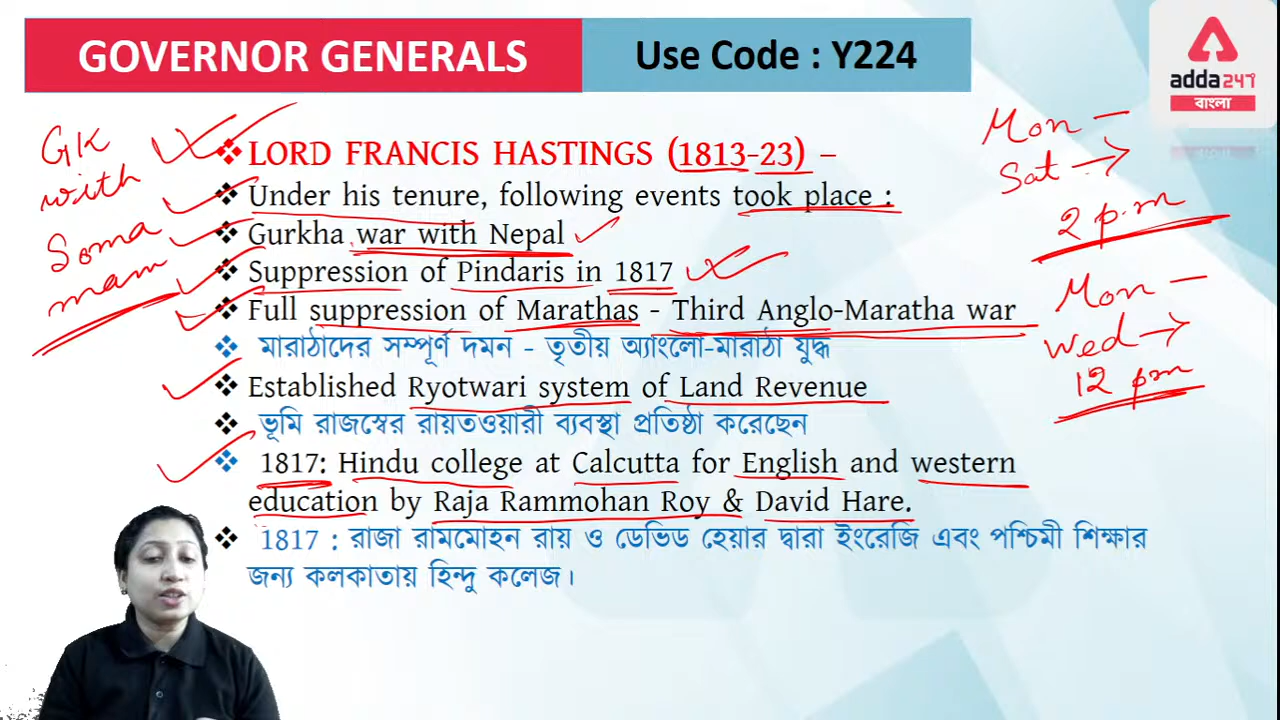 GOVERNOR GENERALS
Use Code : Y224
adda247
বাংলা
GK
with
Soma
mam
LORD FRANCIS HASTINGS (1813-23) –
Under his tenure, following events took place :
Gurkha war with Nepal
Suppression of Pindaris in 1817
Full suppression of Marathas - Third Anglo-Maratha war
মারাঠাদের সম্পূর্ণ দমন - তৃতীয় অ্যাংলো-মারাঠা যুদ্ধ
Established Ryotwari system of Land Revenue
ভূমি রাজস্বের রায়তওয়ারী ব্যবস্থা প্রতিষ্ঠা করেছেন
1817: Hindu college at Calcutta for English and western
education by Raja Rammohan Roy & David Hare.
1817 : রাজা রামমোহন রায় ও ডেভিড হেয়ার দ্বারা ইংরেজি এবং পশ্চিমী শিক্ষার
জন্য কলকাতায় হিন্দু কলেজ।
Mon –
Sat →
2 p.m
Mon –
Wed →
12 pm